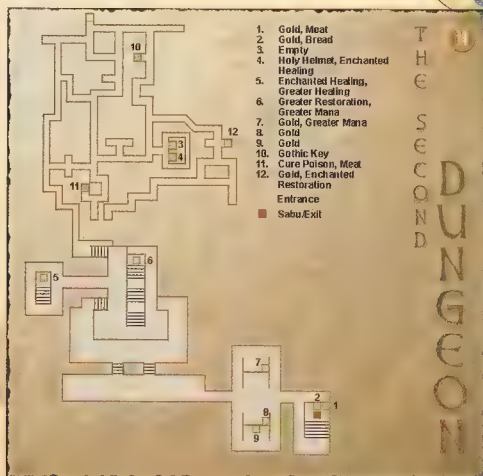 1. Gold, Meat
2. Gold, Bread
3. Empty
4. Holy Helmet, Enchanted
Healing
5. Enchanted Healing,
Greater Healing
6. Greater Restoration,
Greater Mana
7. Gold, Greater Mana
8. Gold
9. Gold
10. Gothic Key
11. Cure Poison, Meat
12. Gold, Enchanted
Restoration
Entrance
Sabu/Exit
THE SECOND
DUNGEON
10
3
4
12
11
6
5
7
8
9
2
1